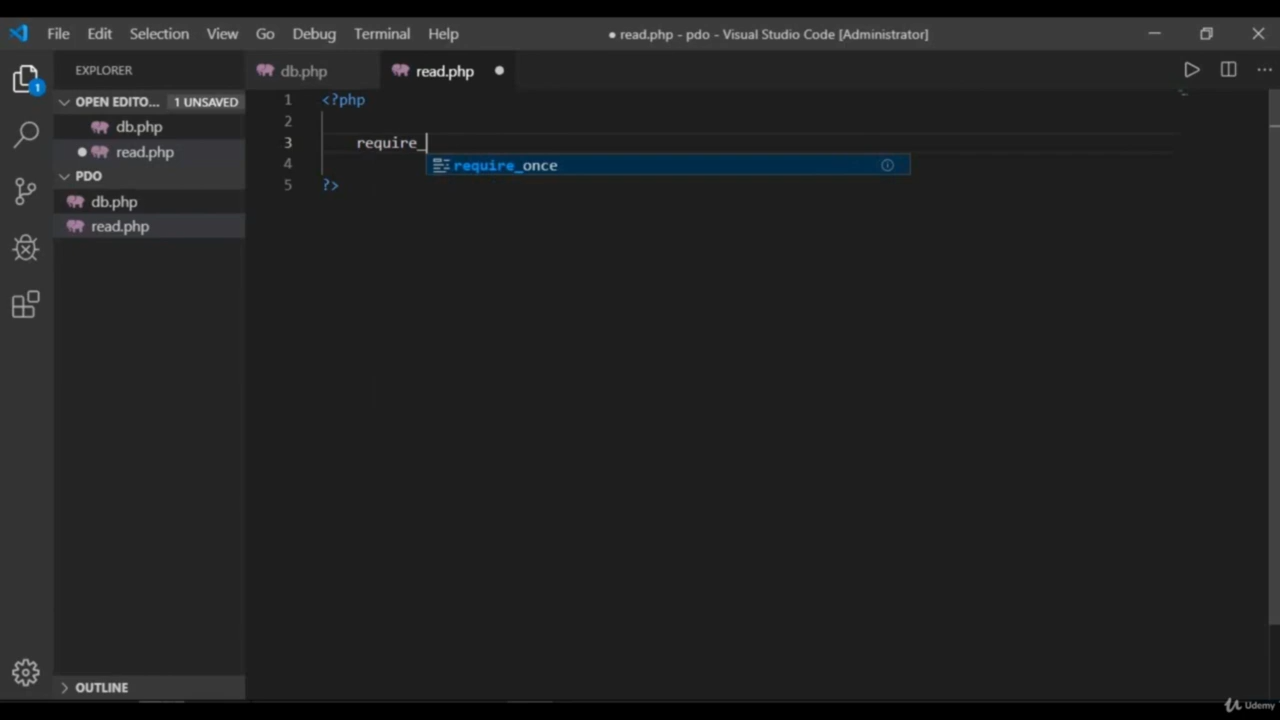 File Edit Selection View Go Debug Terminal Help
● read.php - pdo - Visual Studio Code [Administrator]
1
EXPLORER
db.php
read.php
OPEN EDITO... 1 UNSAVED
db.php
read.php
PDO
db.php
read.php
1 <?php
2
3 require_
require_once
4
5 ?>
OUTLINE
Udemy